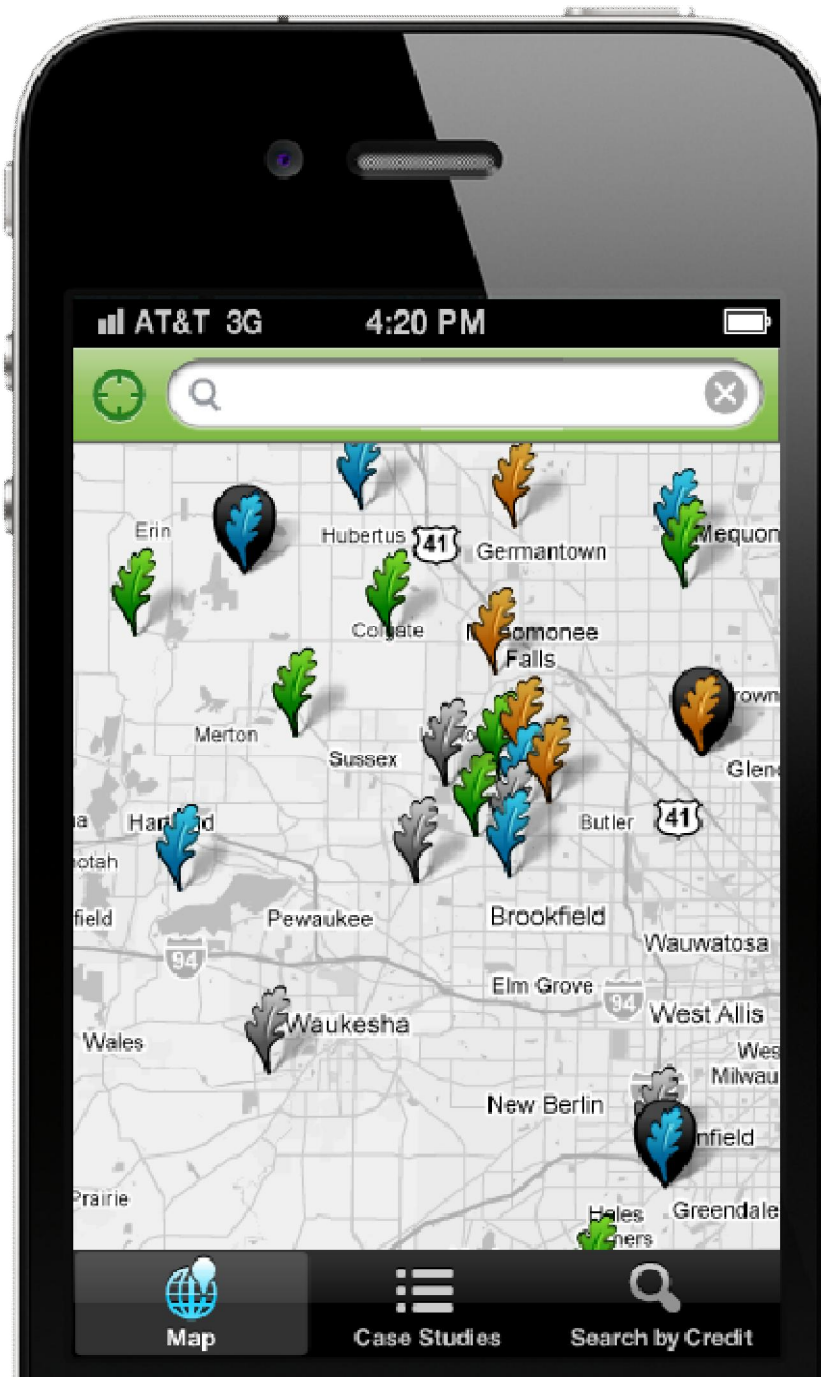 AT&T 3G 4:20 PM
Erin
Hubertus 41
Germantown
Mequon
Colgate
Falls
Merton
Sussex
Butler 41
Pewaukee
Brookfield
Wauwatosa
94
Elm Grove 94
West Allis
Waukesha
Wales
Wes
Milwau
New Berlin
nfield
Prairie
Greendale
Map Case Studies Search by Credit